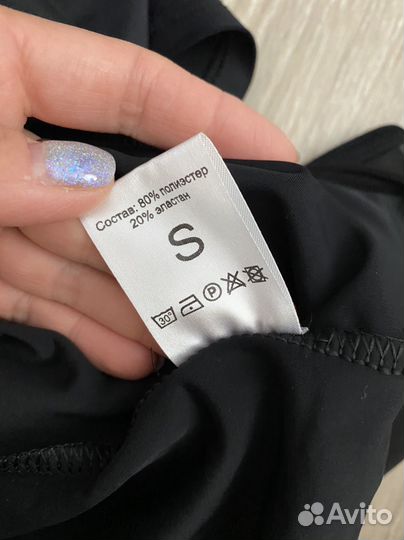 Состав: 80% полиэстер
20% эластан
S
30°
P
Avito